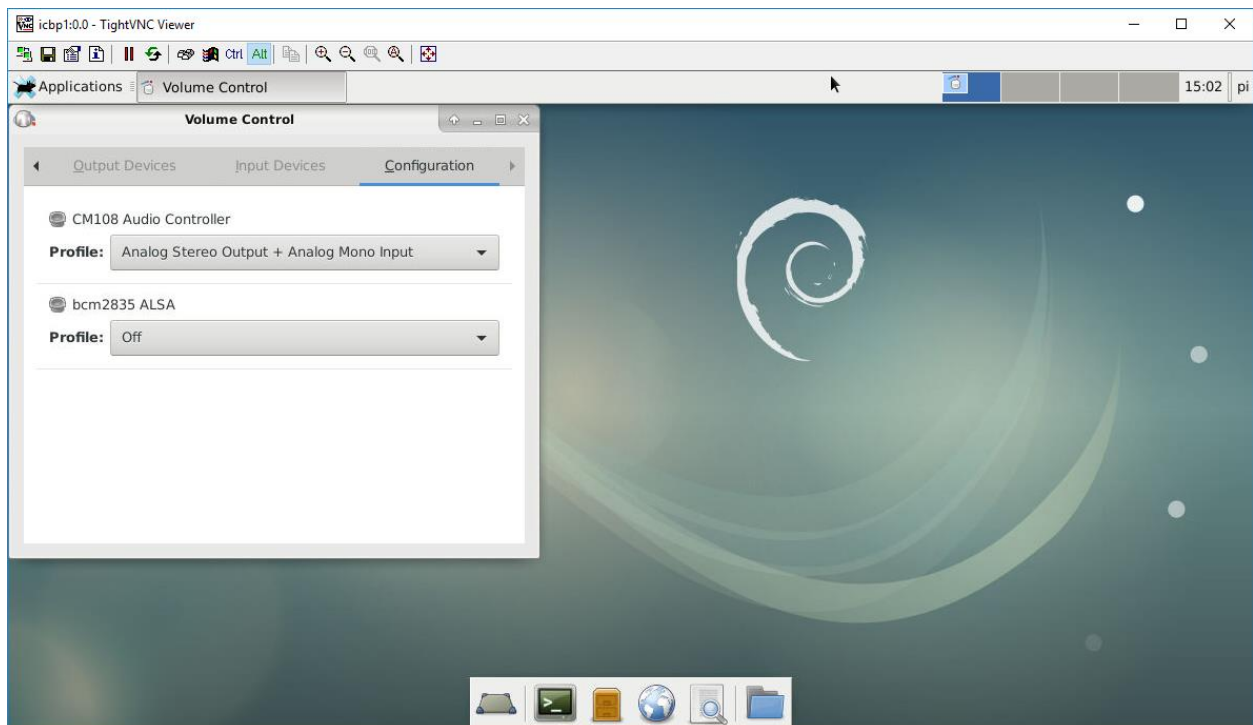 icbp1:0.0 - TightVNC Viewer
Ctrl Alt
Applications Volume Control 15:02 pi
Volume Control
Output Devices Input Devices Configuration
CM108 Audio Controller
Profile: Analog Stereo Output + Analog Mono Input
bcm2835 ALSA
Profile: Off